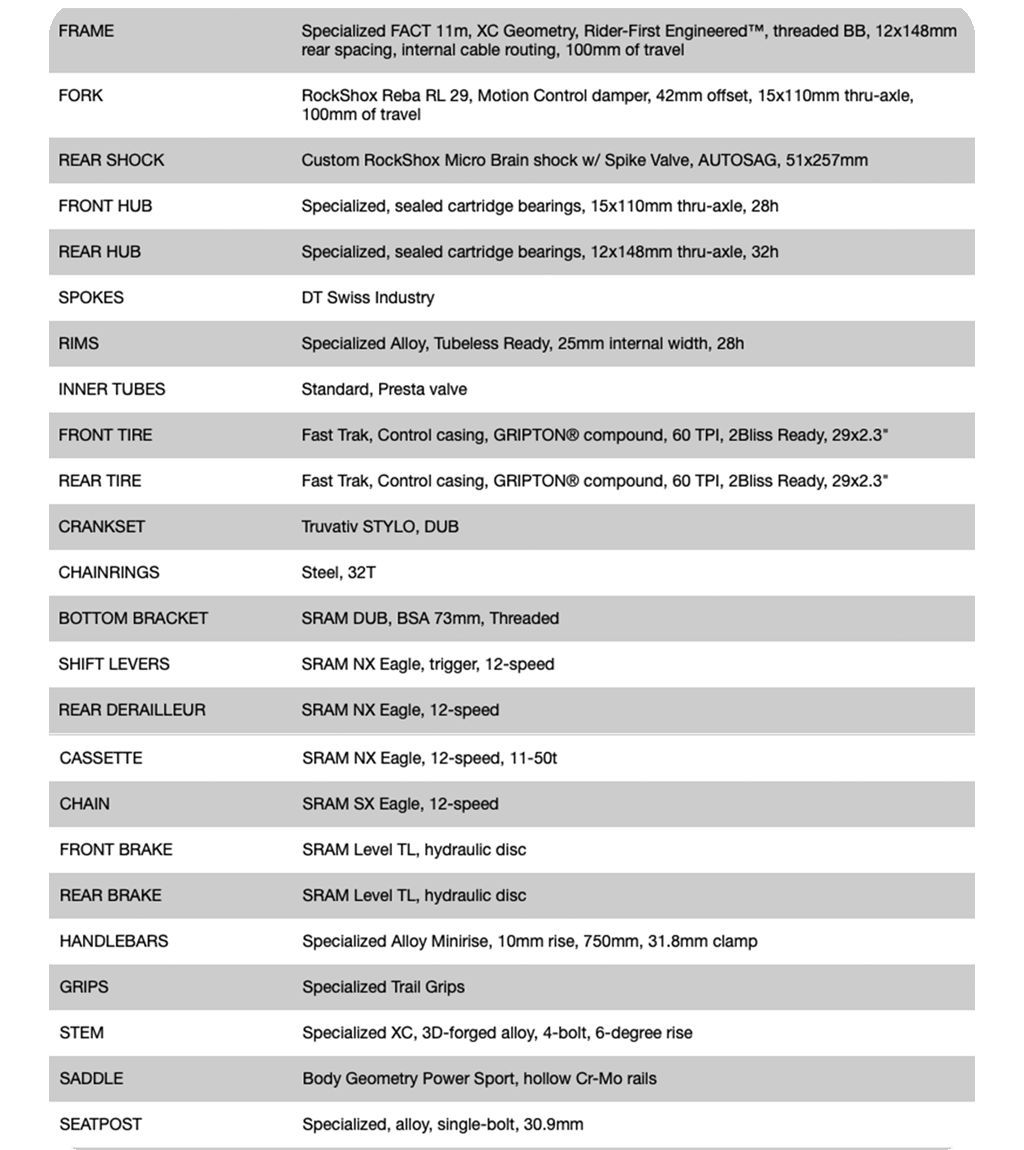 FRAME Specialized FACT 11m, XC Geometry, Rider-First Engineered™, threaded BB, 12x148mm
rear spacing, internal cable routing, 100mm of travel
FORK RockShox Reba RL 29, Motion Control damper, 42mm offset, 15x110mm thru-axle,
100mm of travel
REAR SHOCK Custom RockShox Micro Brain shock w/ Spike Valve, AUTOSAG, 51x257mm
FRONT HUB Specialized, sealed cartridge bearings, 15x110mm thru-axle, 28h
REAR HUB Specialized, sealed cartridge bearings, 12x148mm thru-axle, 32h
SPOKES DT Swiss Industry
RIMS Specialized Alloy, Tubeless Ready, 25mm internal width, 28h
INNER TUBES Standard, Presta valve
FRONT TIRE Fast Trak, Control casing, GRIPTON® compound, 60 TPI, 2Bliss Ready, 29x2.3"
REAR TIRE Fast Trak, Control casing, GRIPTON® compound, 60 TPI, 2Bliss Ready, 29x2.3"
CRANKSET Truvativ STYLO, DUB
CHAINRINGS Steel, 32T
BOTTOM BRACKET SRAM DUB, BSA 73mm, Threaded
SHIFT LEVERS SRAM NX Eagle, trigger, 12-speed
REAR DERAILLEUR SRAM NX Eagle, 12-speed
CASSETTE SRAM NX Eagle, 12-speed, 11-50t
CHAIN SRAM SX Eagle, 12-speed
FRONT BRAKE SRAM Level TL, hydraulic disc
REAR BRAKE SRAM Level TL, hydraulic disc
HANDLEBARS Specialized Alloy Minirise, 10mm rise, 750mm, 31.8mm clamp
GRIPS Specialized Trail Grips
STEM Specialized XC, 3D-forged alloy, 4-bolt, 6-degree rise
SADDLE Body Geometry Power Sport, hollow Cr-Mo rails
SEATPOST Specialized, alloy, single-bolt, 30.9mm